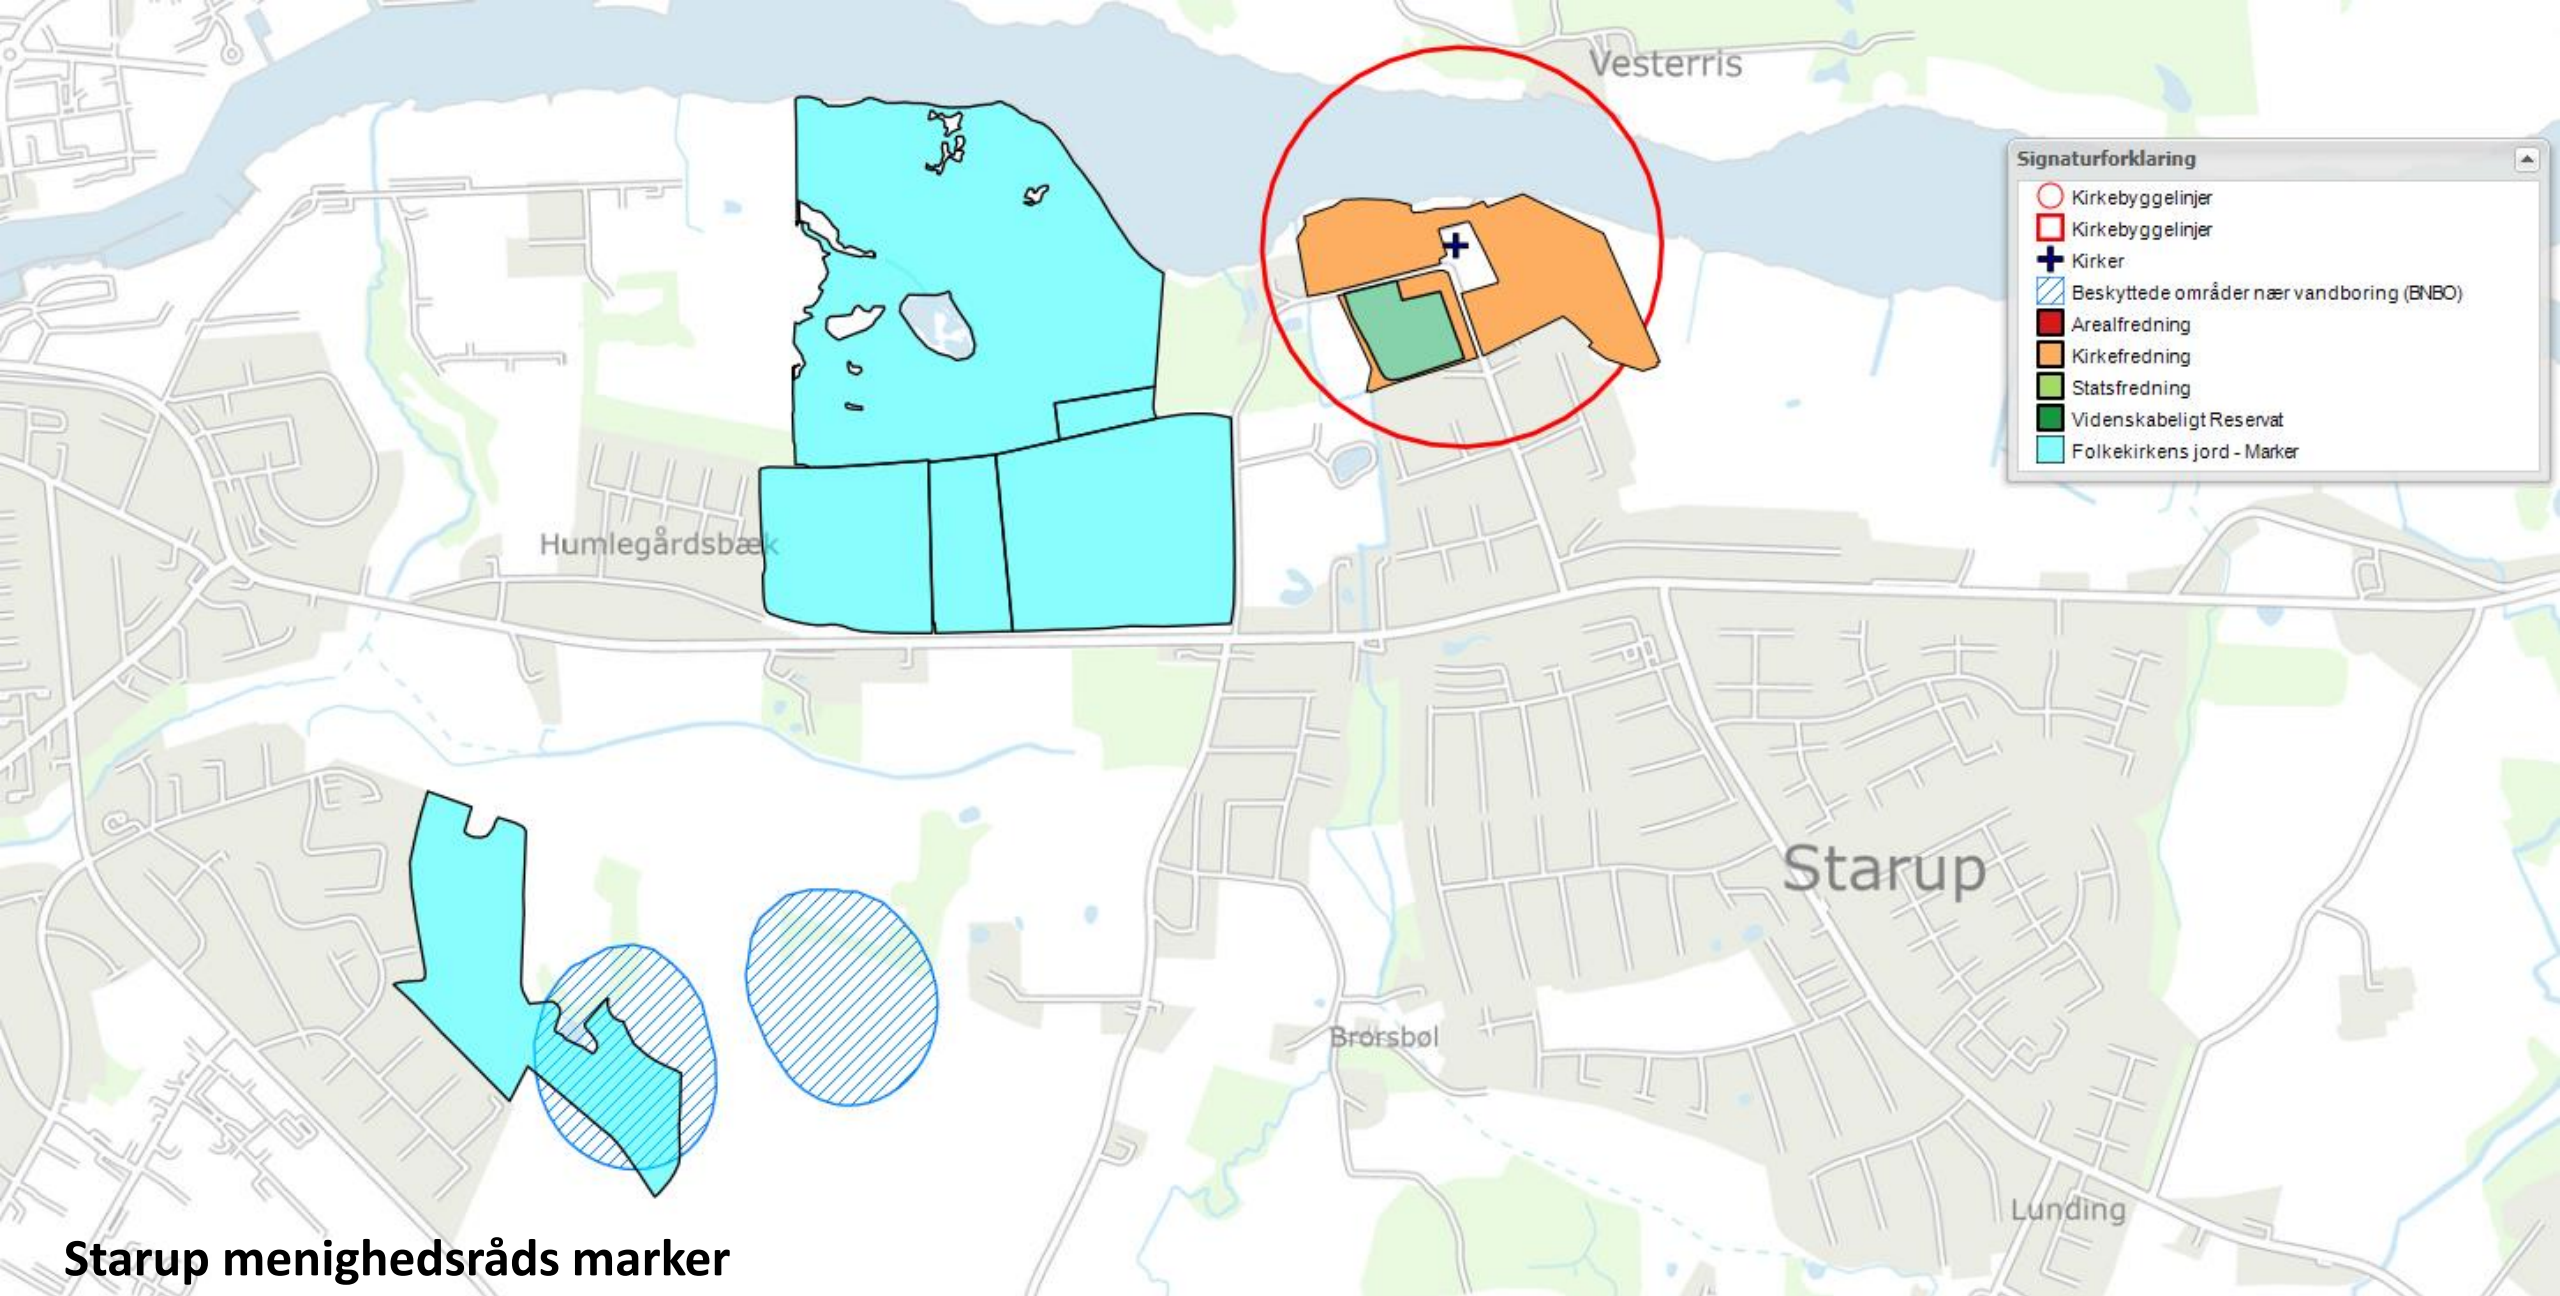 Vesterris
Signaturforklaring
Kirkebyggelinjer
Kirkebyggelinjer
Kirker
Beskyttede områder nær vandboring (BNBO)
Arealfredning
Kirkefredning
Statsfredning
Videnskabeligt Reservat
Folkekirkens jord - Marker
Humlegårdsbæk
Starup
Brorsbøl
Lunding
Starup menighedsråds marker